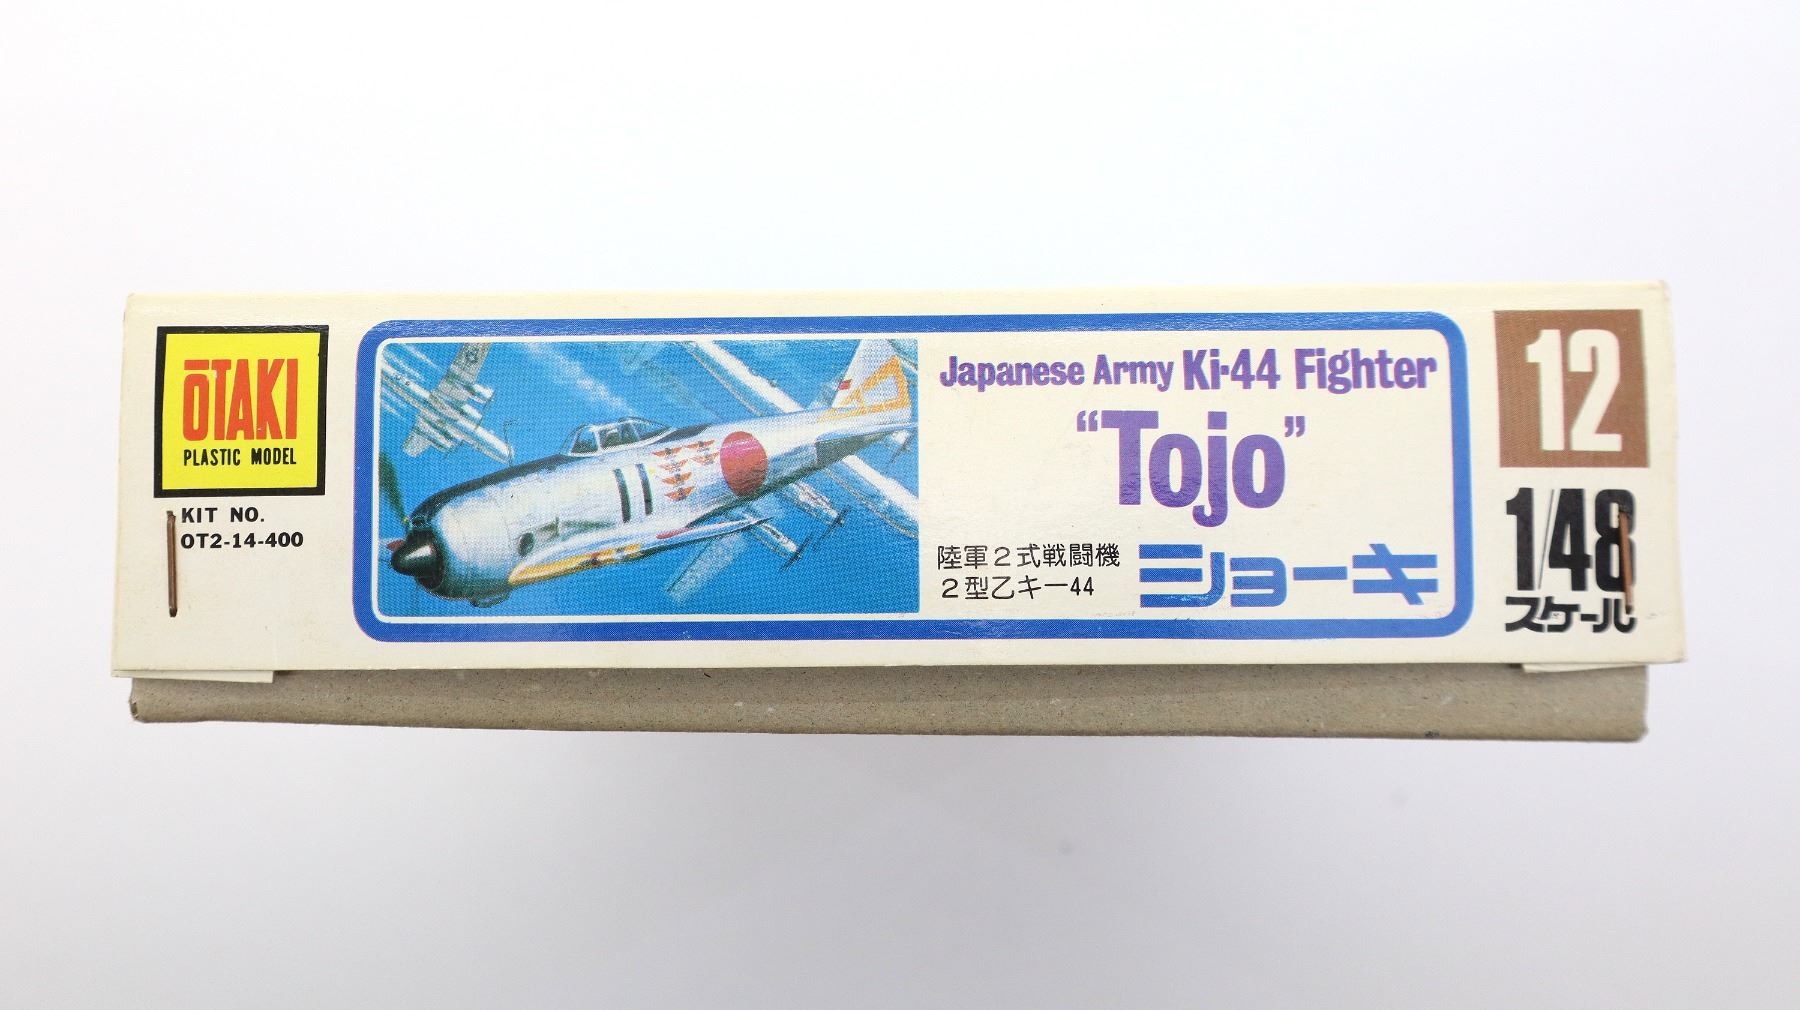 ŌTAKI
PLASTIC MODEL
KIT NO.
OT2-14-400
Japanese Army Ki-44 Fighter
“Tojo”
陸軍２式戦闘機
２型乙キー44
ショーキ
12
1/48
スケール